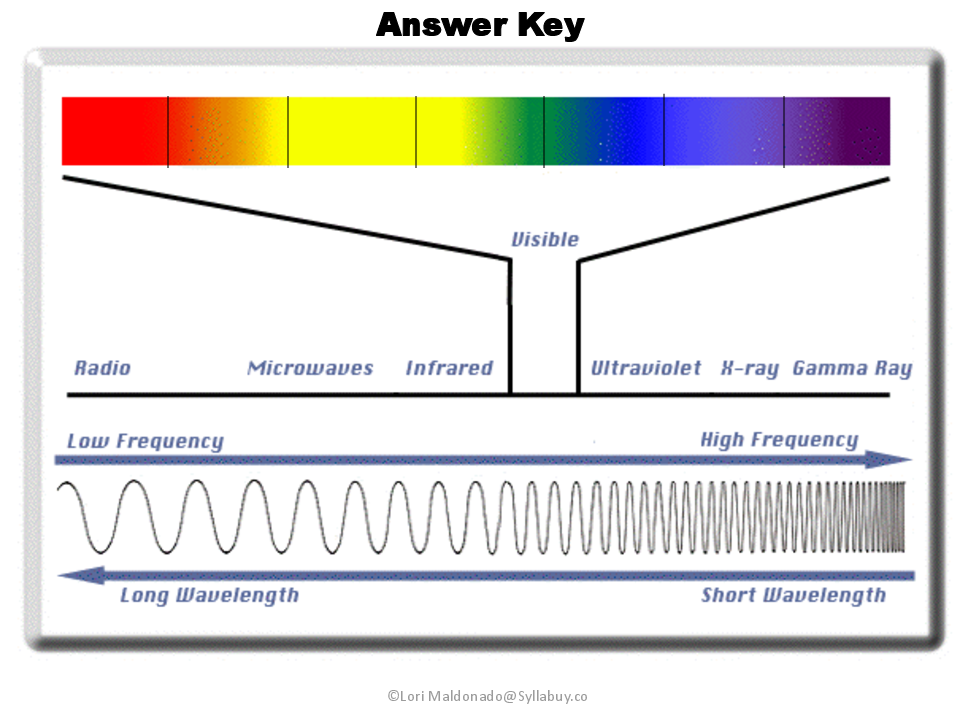 Answer Key
Visible
Radio Microwaves Infrared Ultraviolet X-ray Gamma Ray
Low Frequency High Frequency
Long Wavelength Short Wavelength
©Lori Maldonado@Syllabuy.co